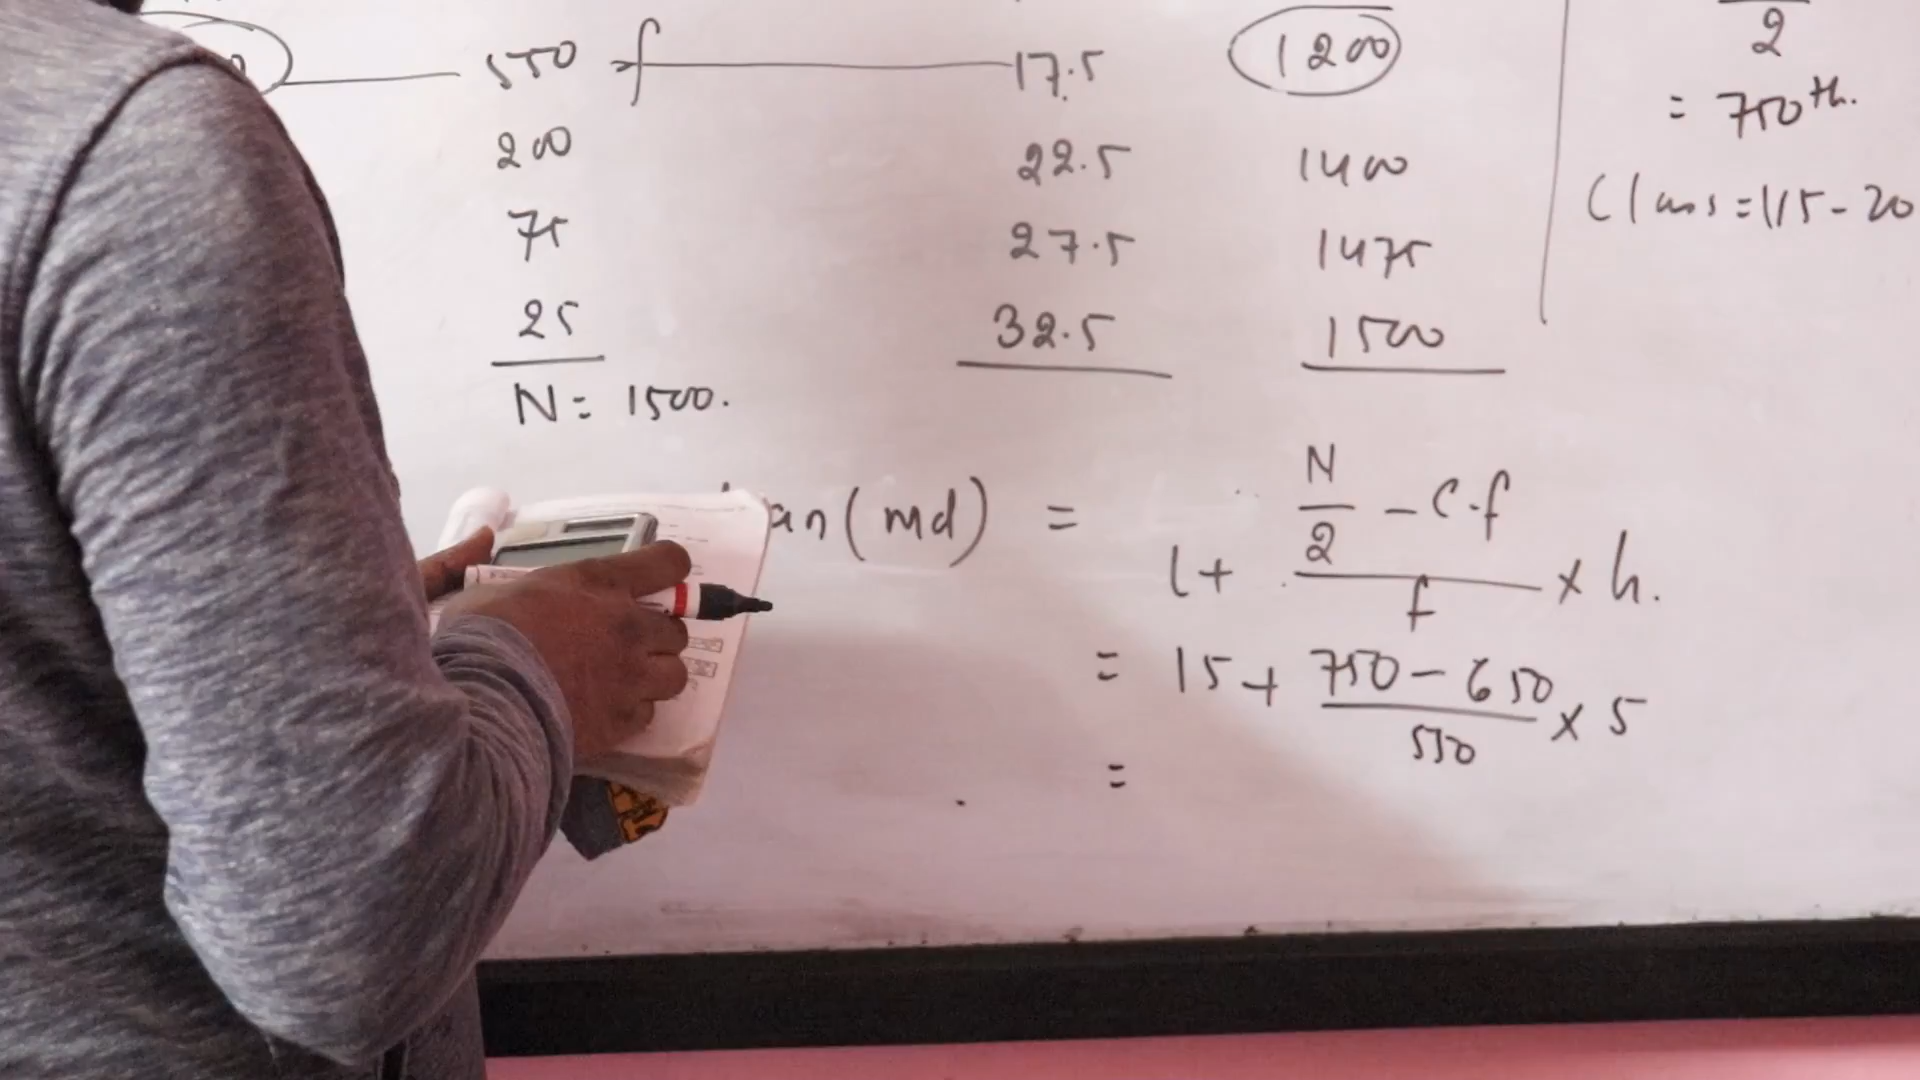 2
550 f 17.5 1200
= 750th.
200 22.5 1400
Class = 15-20
75 27.5 1475
25 32.5 1500
N = 1500.
an (md) = l + N/2 - c.f / f x h.
= 15 + 750 - 650 / 550 x 5
=